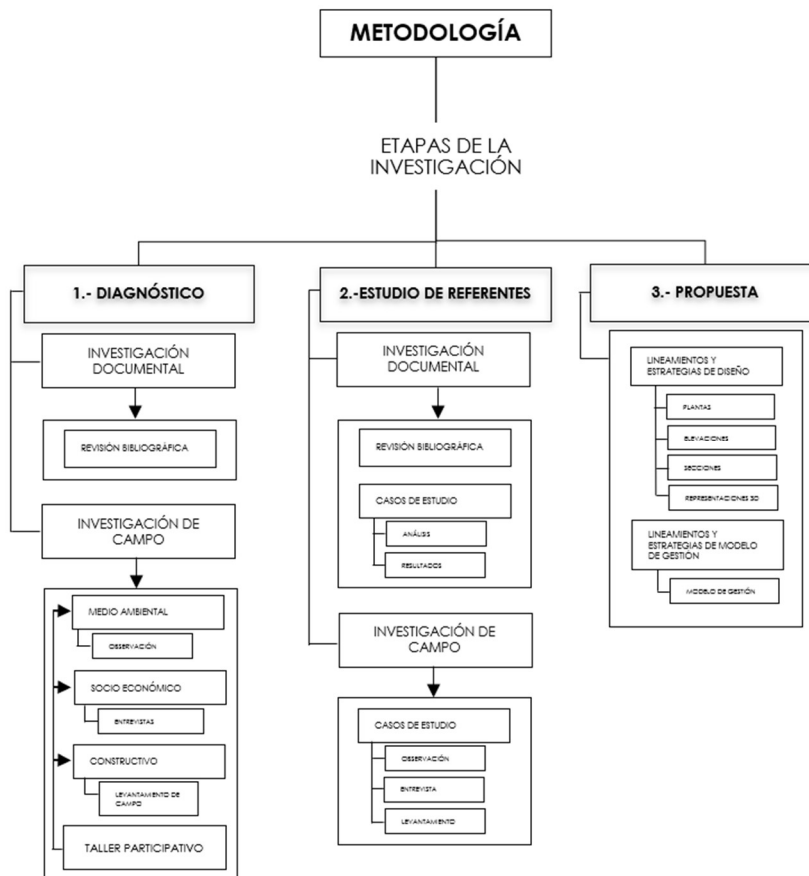 METODOLOGÍA
ETAPAS DE LA
INVESTIGACIÓN
1.- DIAGNÓSTICO
INVESTIGACIÓN
DOCUMENTAL
REVISIÓN BIBLIOGRÁFICA
INVESTIGACIÓN DE
CAMPO
MEDIO AMBIENTAL
OBSERVACIÓN
SOCIO ECONÓMICO
ENTREVISTAS
CONSTRUCTIVO
LEVANTAMIENTO DE
CAMPO
TALLER PARTICIPATIVO
2.-ESTUDIO DE REFERENTES
INVESTIGACIÓN
DOCUMENTAL
REVISIÓN BIBLIOGRÁFICA
CASOS DE ESTUDIO
ANÁLISIS
RESULTADOS
INVESTIGACIÓN DE
CAMPO
CASOS DE ESTUDIO
OBSERVACIÓN
ENTREVISTA
LEVANTAMIENTO
3.- PROPUESTA
LINEAMIENTOS Y
ESTRATEGIAS DE DISEÑO
PLANTAS
ELEVACIONES
SECCIONES
REPRESENTACIONES 3D
LINEAMIENTOS Y
ESTRATEGIAS DE MODELO
DE GESTIÓN
MODELO DE GESTIÓN